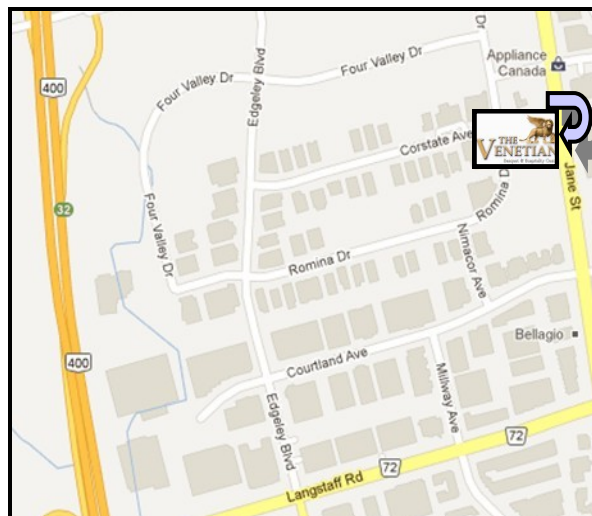 Dr
400
Appliance
Canada
Four Valley Dr
Four Valley Dr
Edgeley Blvd
Corstate Ave
THE
VENETIAN
Jane St
32
Four Valley Dr
Romina Dr
Romina Dr
Nimacor Ave
Bellagio
400
Courtland Ave
Millway Ave
Edgeley Blvd
72
72
Langstaff Rd